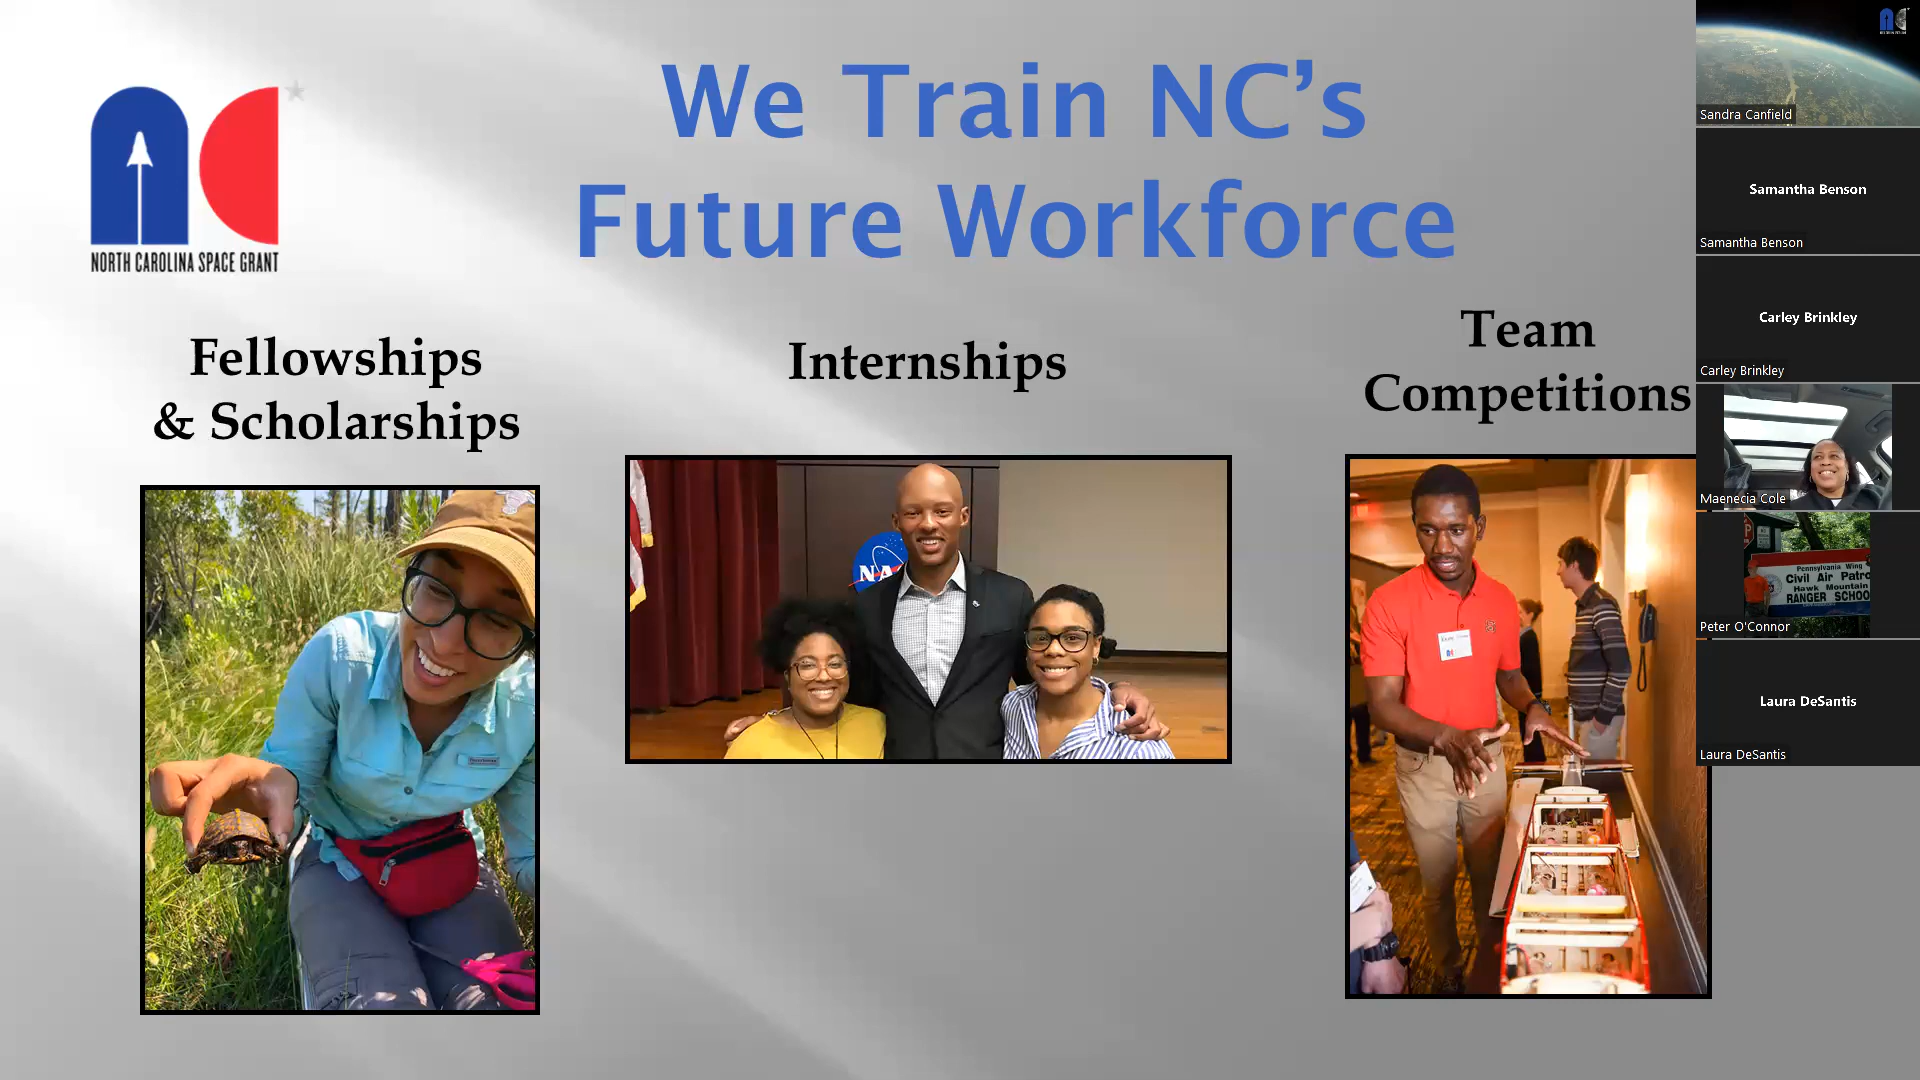 We Train NC’s
Future Workforce
NORTH CAROLINA SPACE GRANT
Fellowships
& Scholarships
Internships
Team
Competitions
NA
Sandra Canfield
Samantha Benson
Samantha Benson
Carley Brinkley
Carley Brinkley
Maenecia Cole
Pennsylvania Wing
Civil Air Patro
Hawk Mountain
RANGER SCHOO
Peter O'Connor
Laura DeSantis
Laura DeSantis